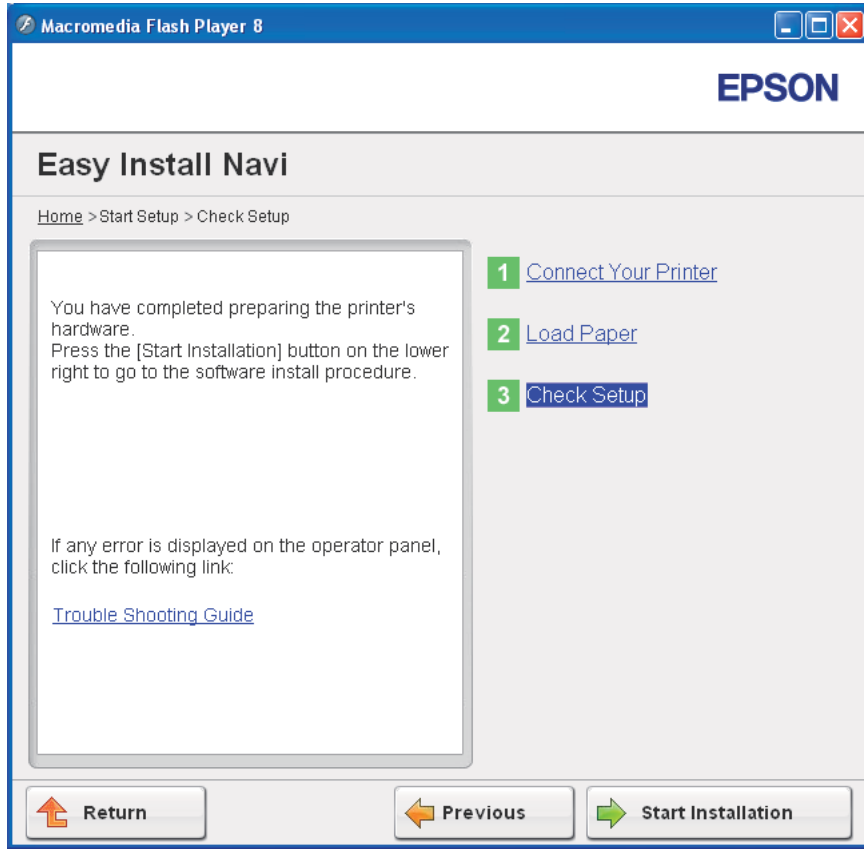 Macromedia Flash Player 8
EPSON
Easy Install Navi
Home > Start Setup > Check Setup
You have completed preparing the printer's
hardware.
Press the [Start Installation] button on the lower
right to go to the software install procedure.
If any error is displayed on the operator panel,
click the following link:
Trouble Shooting Guide
1 Connect Your Printer
2 Load Paper
3 Check Setup
Return
Previous
Start Installation